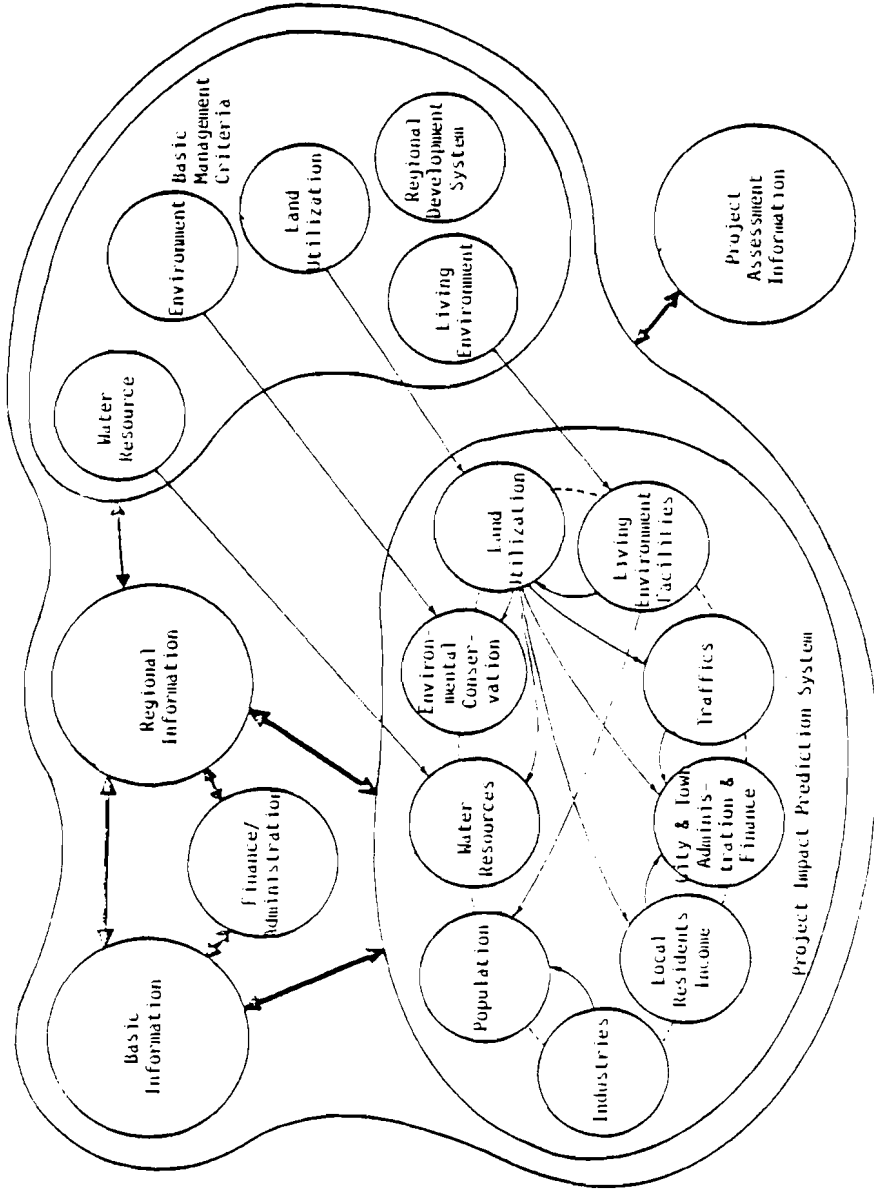 Basic
Information
Finance/
Administration
Regional
Information
Water
Resource
Environment
Basic
Management
Criteria
Land
Utilization
Living
Environment
Regional
Development
System
Project
Assessment
Information
Population
Water
Resources
Environ-
mental
Conser-
vation
Land
Utilization
Industries
Local
Residents
Income
City & Town
Adminis-
tration &
Finance
Traffics
Living
Environment
Facilities
Project Impact Prediction System